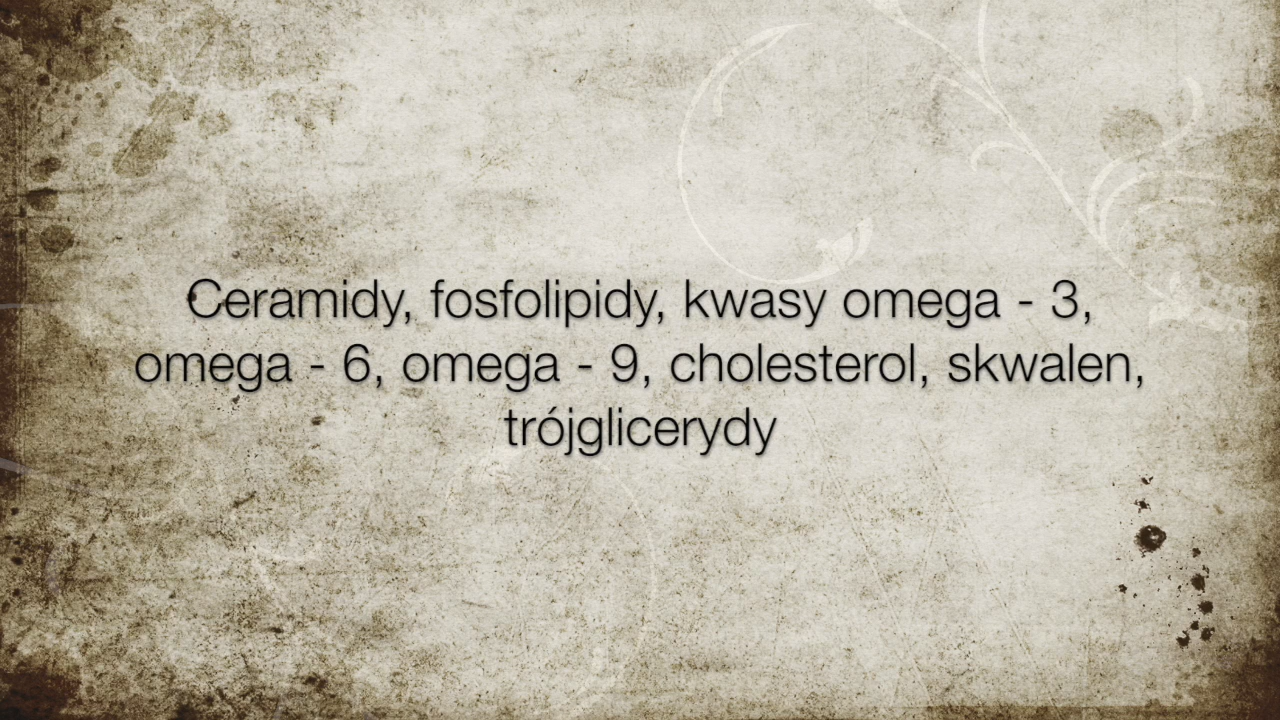 Ceramidy, fosfolipidy, kwasy omega - 3,
omega - 6, omega - 9, cholesterol, skwalen,
trójglicerydy